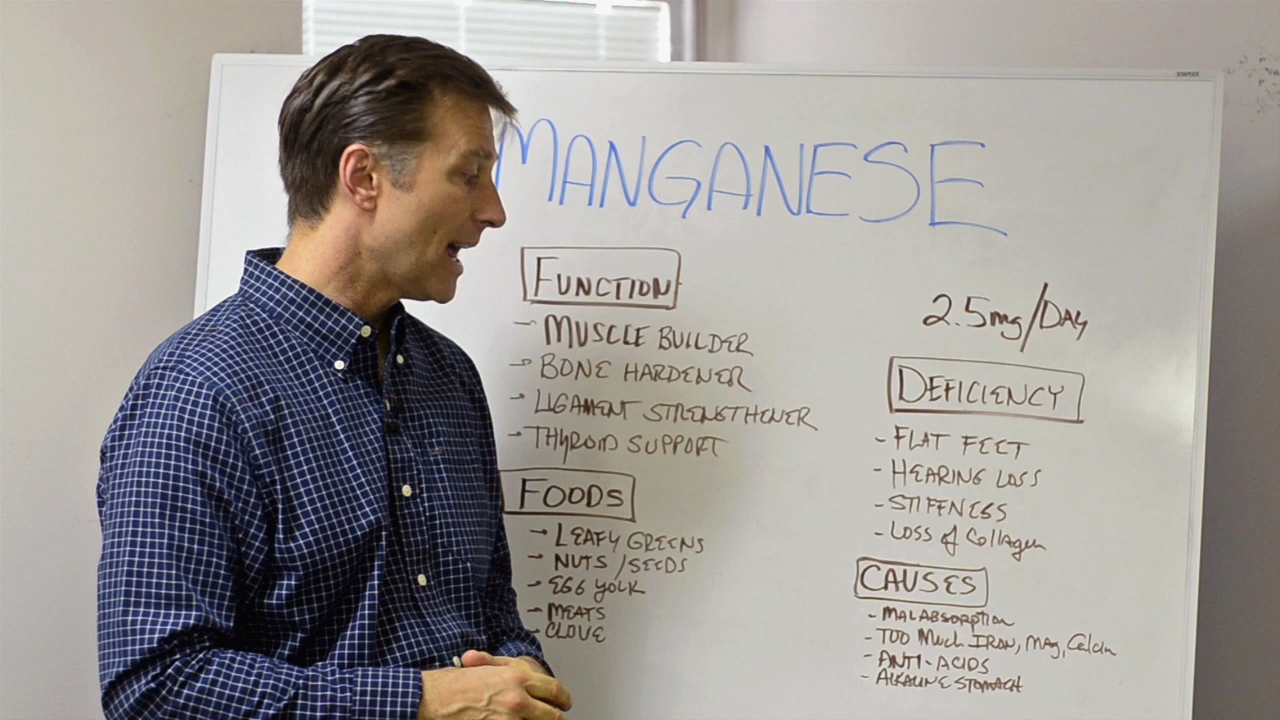 STAPLES
MANGANESE
FUNCTION
- MUSCLE BUILDER
- BONE HARDENER
- LIGAMENT STRENGTHENER
- THYROID SUPPORT
FOODS
- LEAFY GREENS
- NUTS / SEEDS
- EGG YOLK
- MEATS
- CLOVE
2.5mg/DAY
DEFICIENCY
- FLAT FEET
- HEARING LOSS
- STIFFNESS
- LOSS of Collagen
CAUSES
- MALABSORPTION
- TOO MUCH IRON, MAG, Calcium
- ANTI-ACIDS
- ALKALINE STOMACH